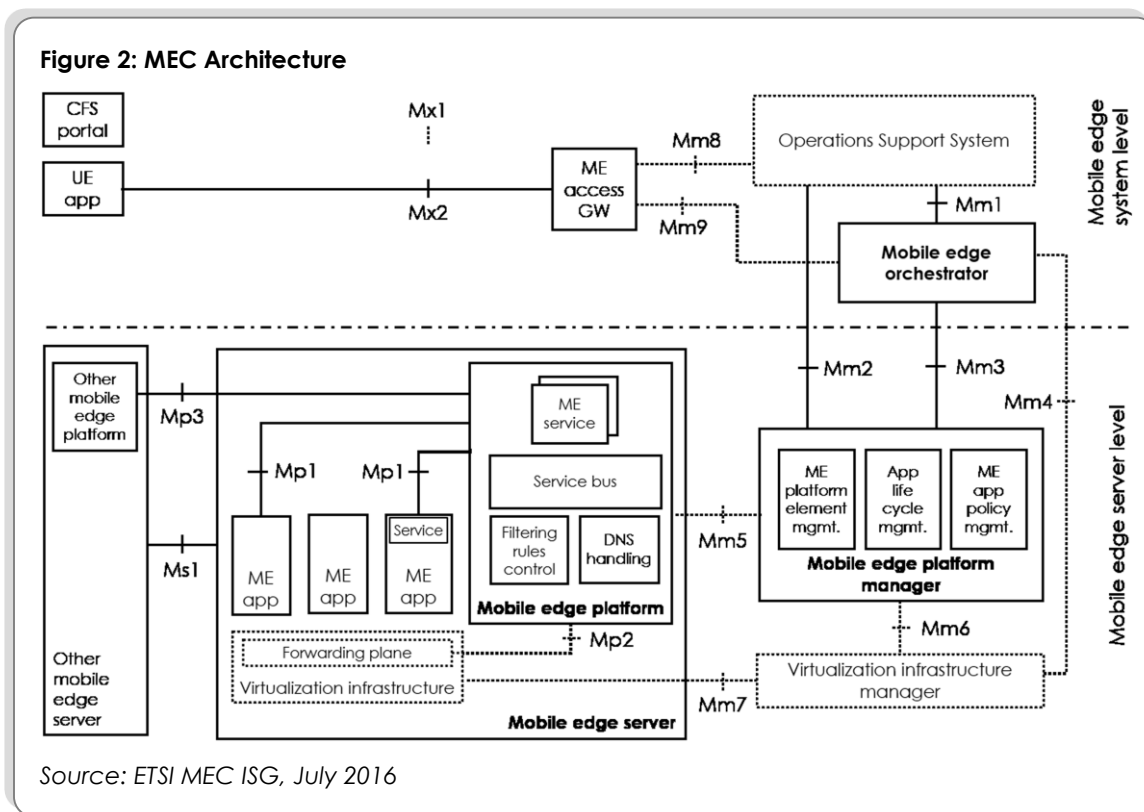 Figure 2: MEC Architecture
CFS
portal
Mx1
UE
app
Mx2
ME
access
GW
Mm8
Mm9
Operations Support System
Mm1
Mobile edge
orchestrator
Mobile edge
system level
Other
mobile
edge
platform
Mp3
Ms1
Other
mobile
edge
server
Mp1
Mp1
ME
app
ME
app
Service
ME
app
ME
service
Service bus
Filtering
rules
control
DNS
handling
Mobile edge platform
Mp2
Forwarding plane
Virtualization infrastructure
Mobile edge server
Mm2
Mm3
Mm4
Mm5
ME
platform
element
mgmt.
App
life
cycle
mgmt.
ME
app
policy
mgmt.
Mobile edge platform
manager
Mm6
Mm7
Virtualization infrastructure
manager
Mobile edge server level
Source: ETSI MEC ISG, July 2016